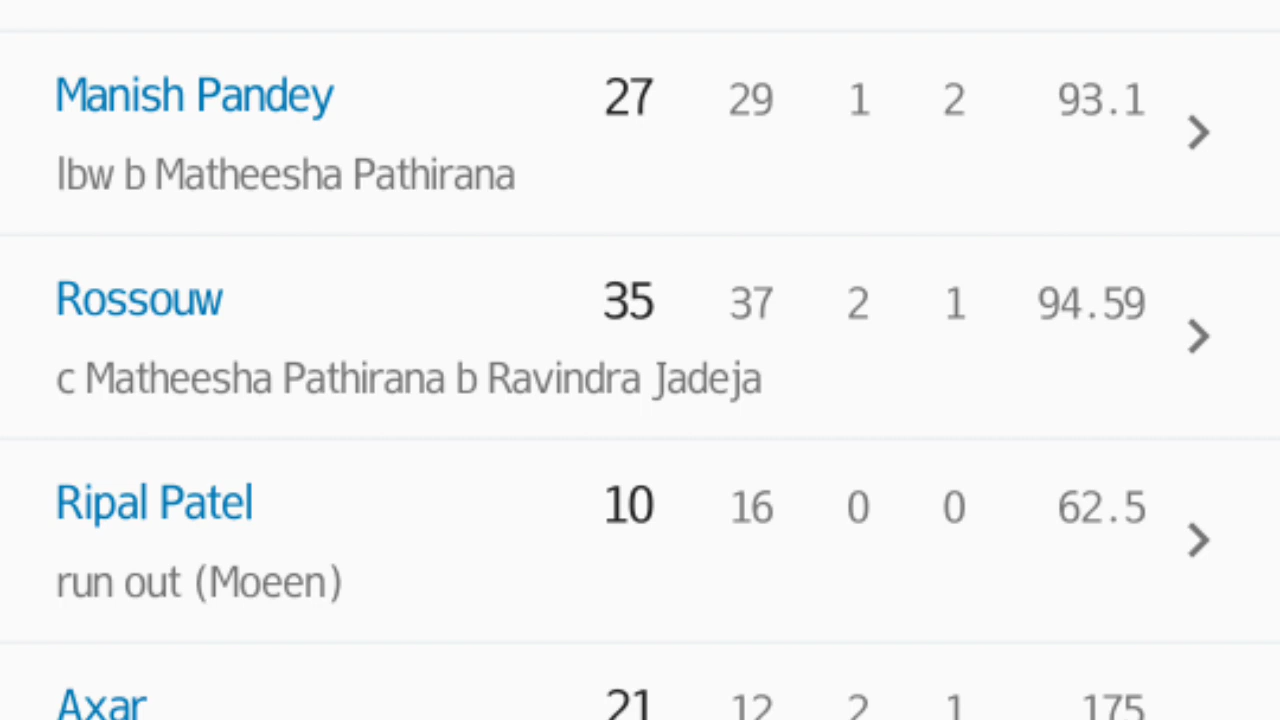 Manish Pandey 27 29 1 2 93.1
lbw b Matheesha Pathirana
Rossouw 35 37 2 1 94.59
c Matheesha Pathirana b Ravindra Jadeja
Ripal Patel 10 16 0 0 62.5
run out (Moeen)
Axar 21 12 2 1 175